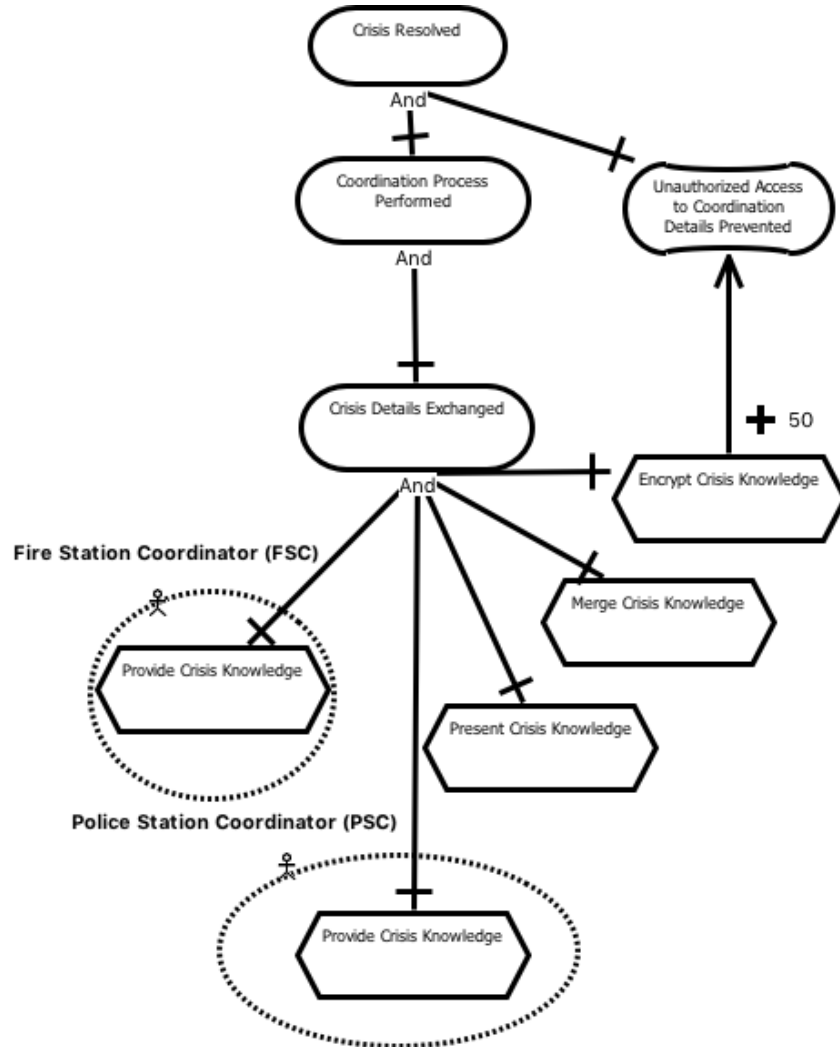 Crisis Resolved
And
Coordination Process
Performed
Unauthorized Access
to Coordination
Details Prevented
And
Crisis Details Exchanged
50
And
Encrypt Crisis Knowledge
Fire Station Coordinator (FSC)
Merge Crisis Knowledge
Provide Crisis Knowledge
Present Crisis Knowledge
Police Station Coordinator (PSC)
Provide Crisis Knowledge